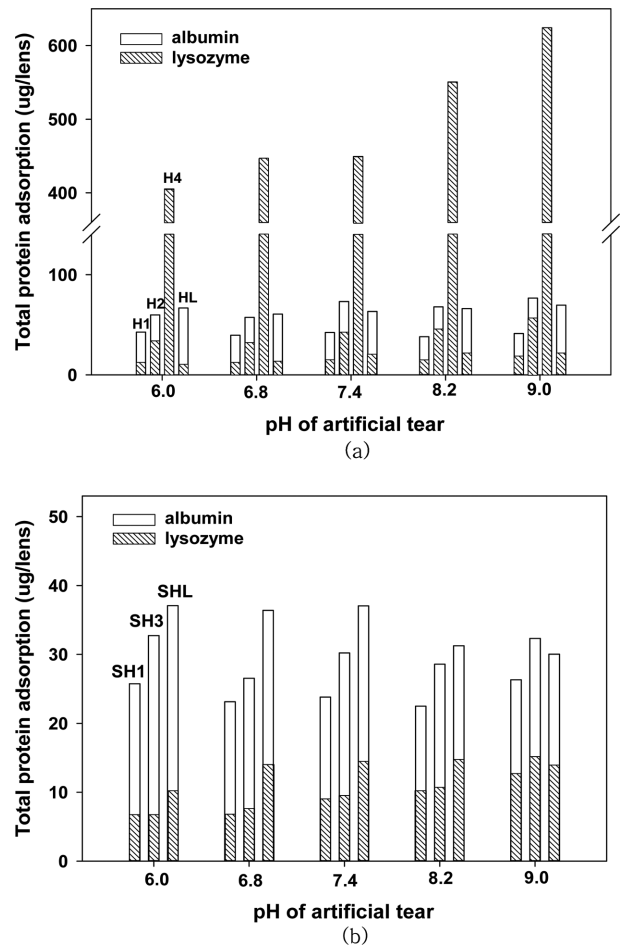 albumin
lysozyme
Total protein adsorption (ug/lens)
600
500
400
100
0
H1
H2
H4
HL
6.0 6.8 7.4 8.2 9.0
pH of artificial tear
(a)
albumin
lysozyme
Total protein adsorption (ug/lens)
50
40
30
20
10
0
SH1
SH3
SHL
6.0 6.8 7.4 8.2 9.0
pH of artificial tear
(b)